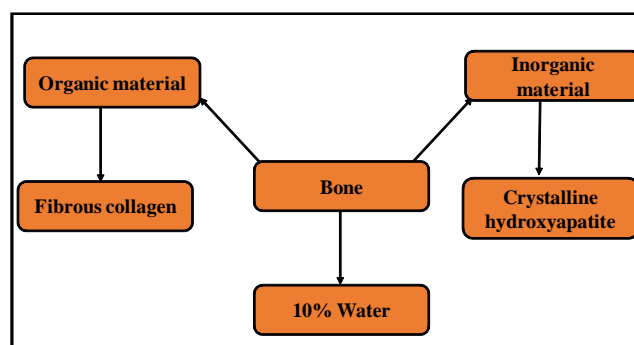 Organic material
Inorganic
material
Bone
Fibrous collagen
Crystalline
hydroxyapatite
10% Water